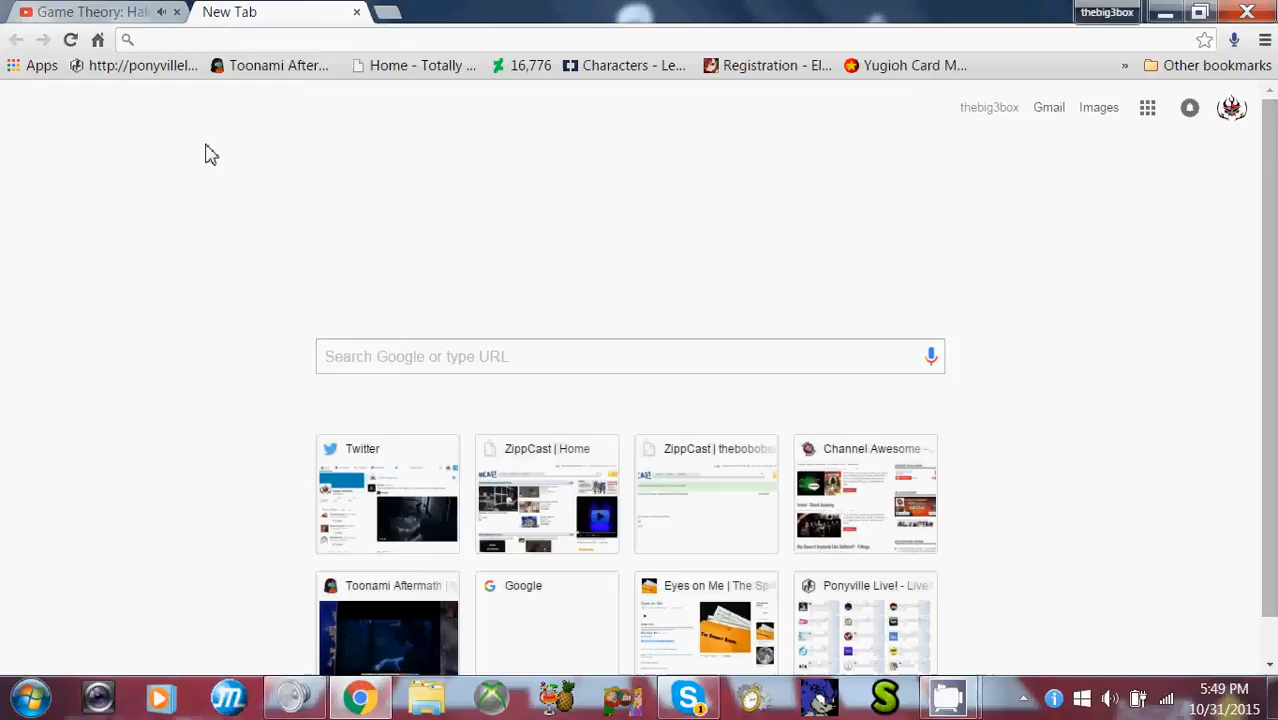 Game Theory: Hal
New Tab
thebig3box
Apps
http://ponyvillel...
Toonami After...
Home - Totally ...
16,776
Characters - Le...
Registration - El...
Yugioh Card M...
»
Other bookmarks
thebig3box
Gmail
Images
Search Google or type URL
Twitter
ZippCast | Home
ZippCast | thebobobo
Channel Awesome -
Toonami Aftermath |
Google
Eyes on Me | The Sp
Ponyville Live! - Live
5:49 PM
10/31/2015